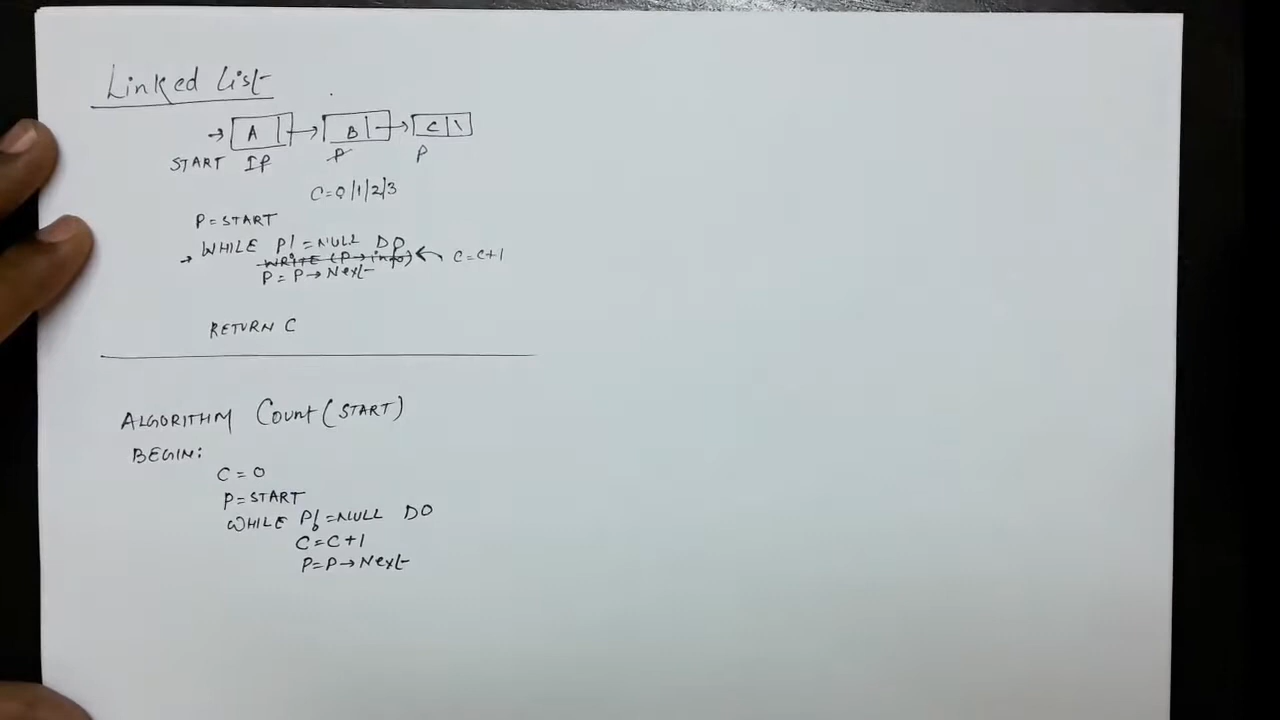 Linked List
→ A → B → C \
START IP P P
C=0/1/2/3
P=START
→ WHILE P!=NULL DO
WRITE (P→info) ← C=C+1
P=P→Next
RETURN C
ALGORITHM Count(START)
BEGIN:
C=0
P=START
WHILE P!=NULL DO
C=C+1
P=P→Next